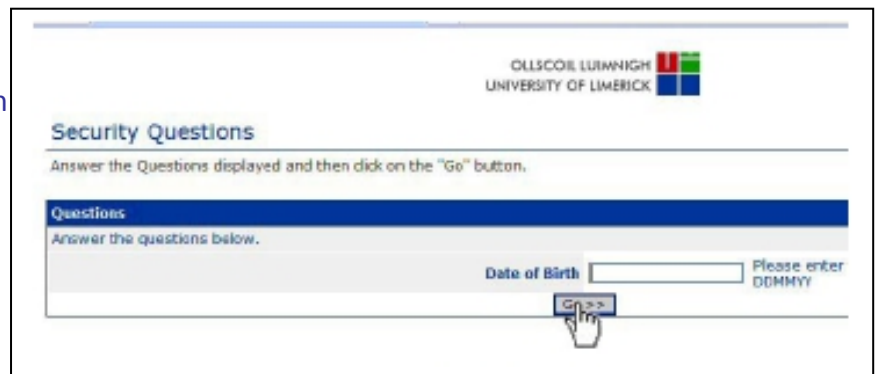 OLLSCOIL LUIMNIGH
UNIVERSITY OF LIMERICK
n
Security Questions
Answer the Questions displayed and then click on the "Go" button.
Questions
Answer the questions below.
Date of Birth
Please enter
DDMMYY
Go >>